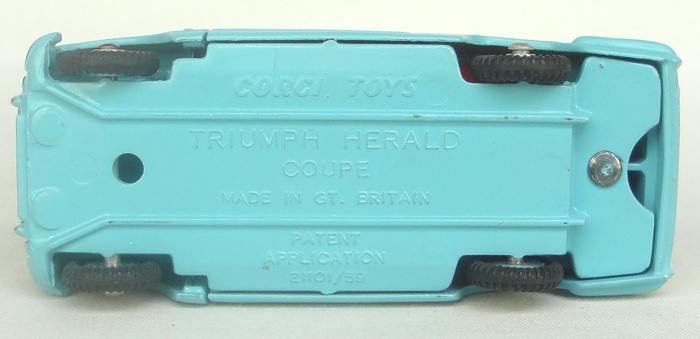 CORGI TOYS
TRIUMPH HERALD
COUPE
MADE IN GT. BRITAIN
PATENT
APPLICATION
21101/59